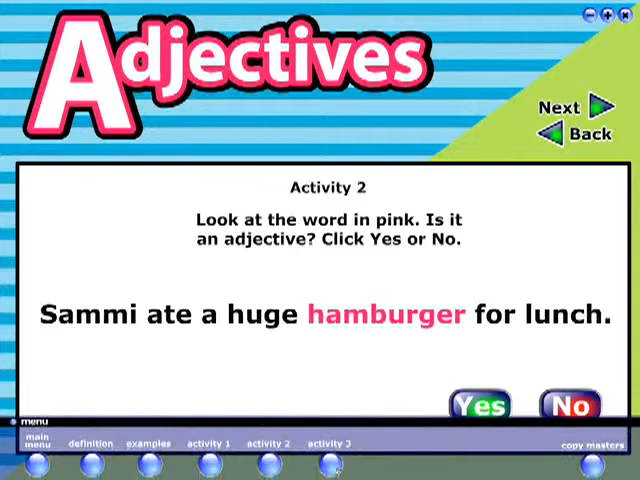 Adjectives
Next
Back
Activity 2
Look at the word in pink. Is it
an adjective? Click Yes or No.
Sammi ate a huge hamburger for lunch.
Yes No
menu
main menu definition examples activity 1 activity 2 activity 3 copy masters